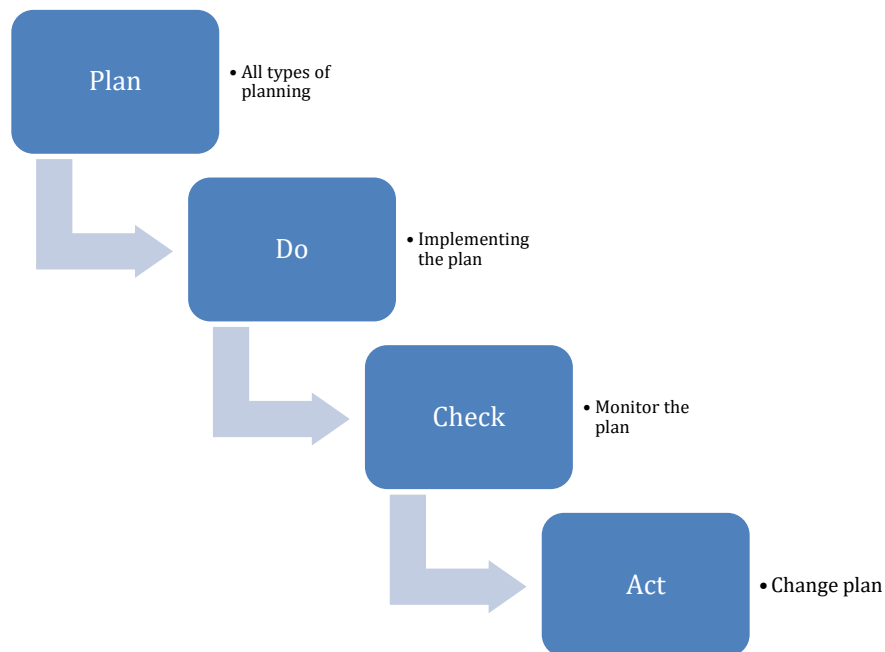 Plan
• All types of
planning
Do
• Implementing
the plan
Check
• Monitor the
plan
Act
• Change plan